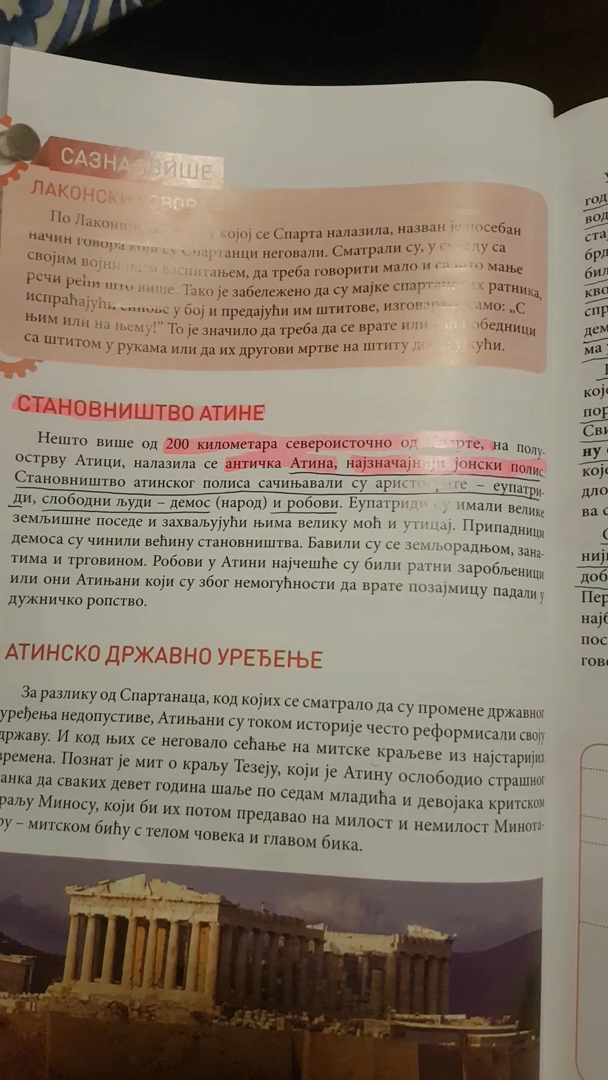 САЗНАЈ ВИШЕ
ЛАКОНСКИ ГОВОР
По којој се Спарта налазила, назван је посебан
начин говора који су Спартанци неговали. Сматрали су, у складу са
својим војничким васпитањем, да треба говорити мало и са што мање
речи рећи што више. Тако је забележено да су мајке спартанских ратника,
испраћајући синове у бој и предајући им штитове, изговарале само: „С
њим или на њему!” То је значило да треба да се врате или као победници
са штитом у рукама или да их другови мртве на штиту донесу кући.
СТАНОВНИШТВО АТИНЕ
Нешто више од 200 километара североисточно од Спарте, на полу-
острву Атици, налазила се античка Атина, најзначајнији јонски полис.
Становништво атинског полиса сачињавали су аристократе – еупатри-
ди, слободни људи – демос (народ) и робови. Еупатриди су имали велике
земљишне поседе и захваљујући њима велику моћ и утицај. Припадници
демоса су чинили већину становништва. Бавили су се земљорадњом, зана-
тима и трговином. Робови у Атини најчешће су били ратни заробљеници
или они Атињани који су због немогућности да врате позајмицу падали у
дужничко ропство.
АТИНСКО ДРЖАВНО УРЕЂЕЊЕ
За разлику од Спартанаца, код којих се сматрало да су промене државног
уређења недопустиве, Атињани су током историје често реформисали своју
државу. И код њих се неговало сећање на митске краљеве из најстаријих
времена. Познат је мит о краљу Тезеју, који је Атину ослободио страшног
данка да сваких девет година шаље по седам младића и девојака критском
краљу Миносу, који би их потом предавао на милост и немилост Минота-
ру – митском бићу с телом човека и главом бика.